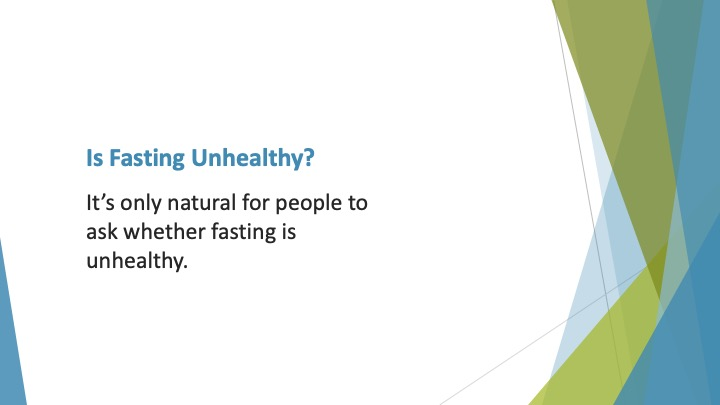 Is Fasting Unhealthy?
It’s only natural for people to
ask whether fasting is
unhealthy.